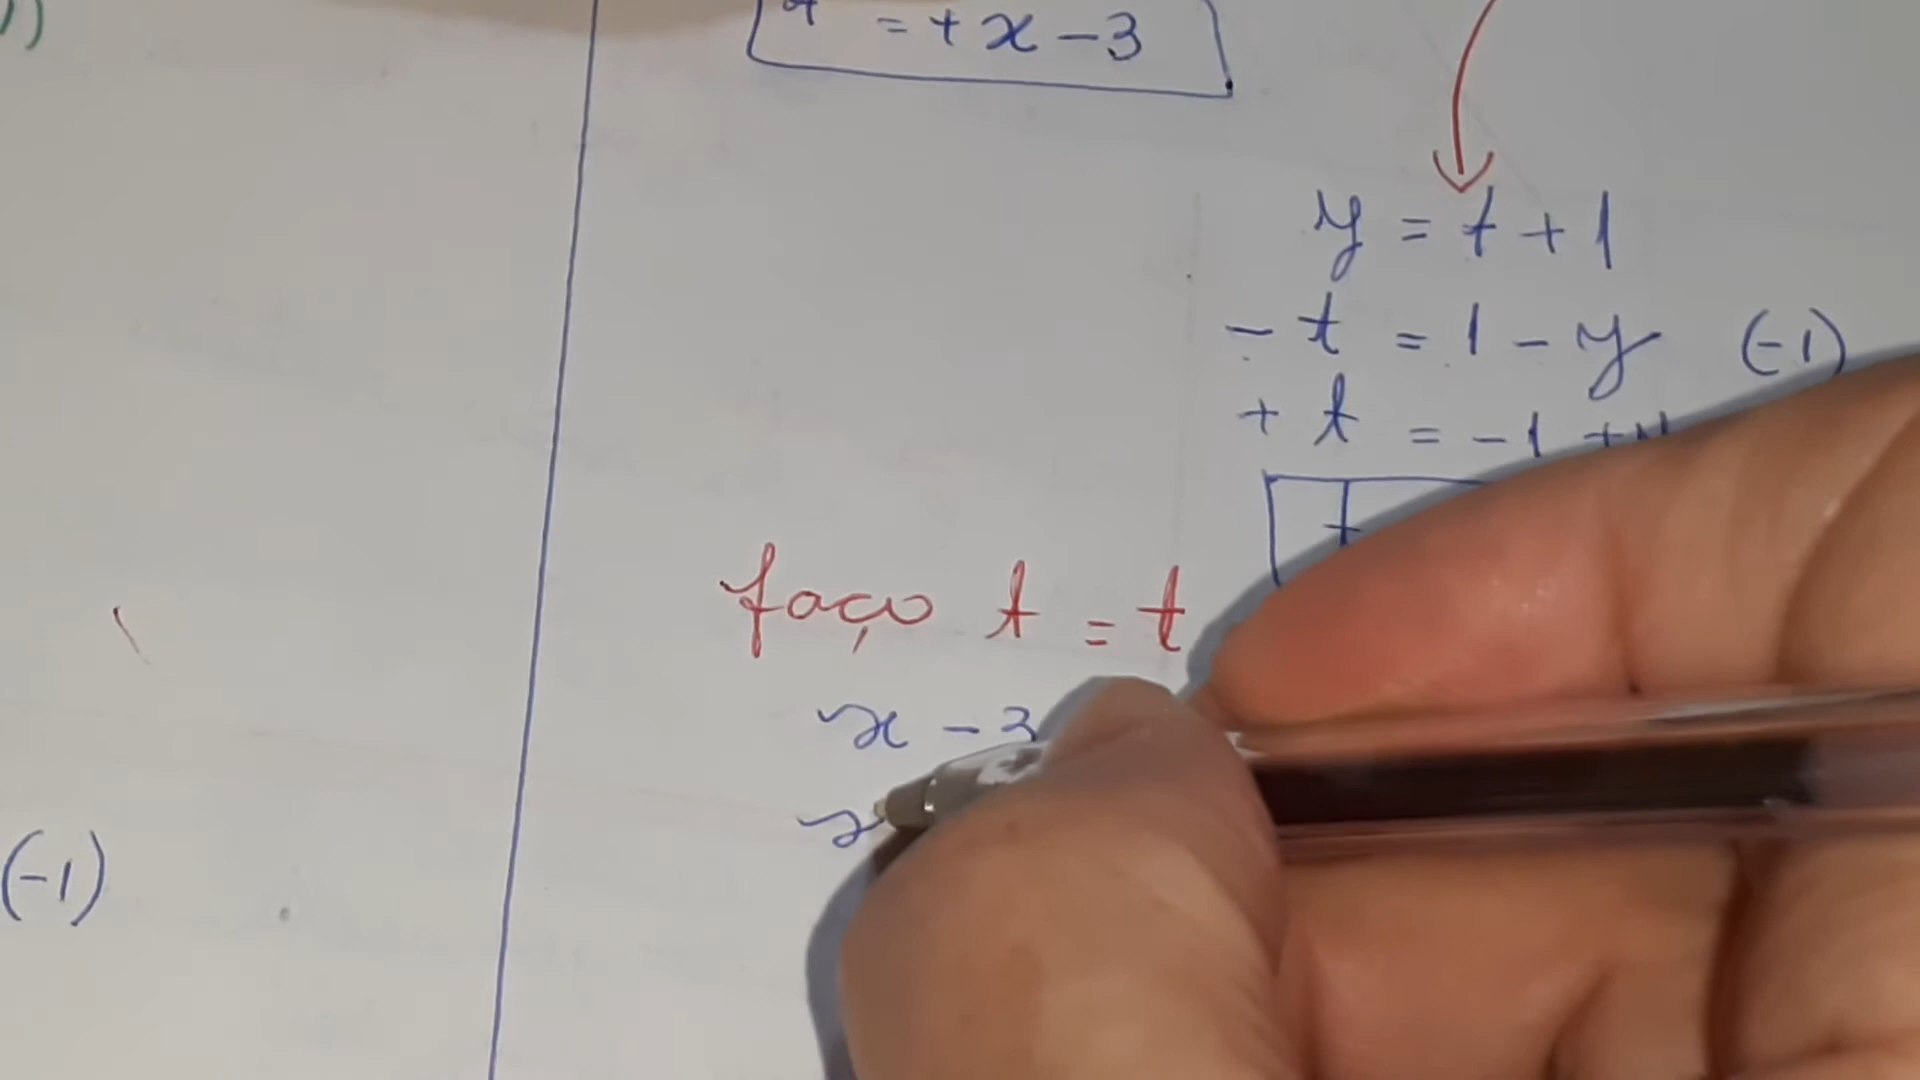 )
= + x - 3
y = t + 1
- t = 1 - y (-1)
+ t = - 1 + y
t
faço t = t
x - 3
x
(-1)